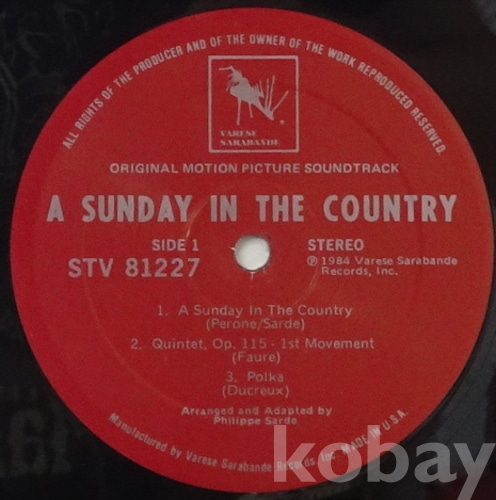 ALL RIGHTS OF THE PRODUCER AND OF THE OWNER OF THE WORK REPRODUCED RESERVED.
VARESE
SARABANDE
ORIGINAL MOTION PICTURE SOUNDTRACK
A SUNDAY IN THE COUNTRY
SIDE 1
STV 81227
STEREO
℗ 1984 Varese Sarabande
Records, Inc.
1. A Sunday In The Country
(Perone/Sarde)
2. Quintet, Op. 115 - 1st Movement
(Faure)
3. Polka
(Ducreux)
Arranged and Adapted by
Philippe Sarde
Manufactured by Varese Sarabande Records, Inc. MADE IN U.S.A.
kobay